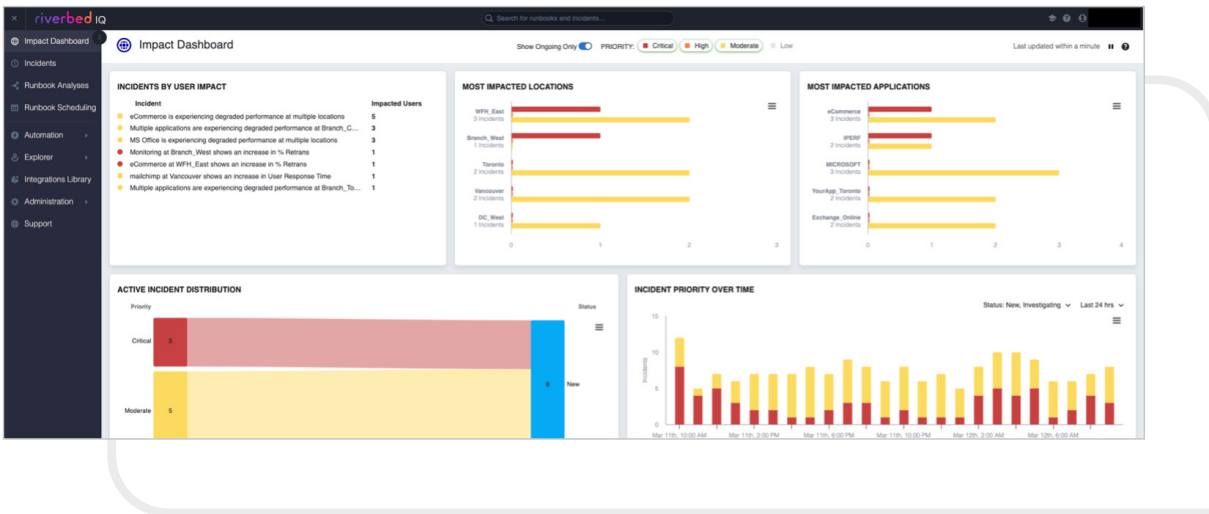 × riverbed IQ
Search for runbooks and incidents...
Impact Dashboard
Incidents
Runbook Analyses
Runbook Scheduling
Automation
Explorer
Integrations Library
Administration
Support
Impact Dashboard
Show Ongoing Only PRIORITY: Critical High Moderate Low
Last updated within a minute
INCIDENTS BY USER IMPACT
Incident Impacted Users
eCommerce is experiencing degraded performance at multiple locations 5
Multiple applications are experiencing degraded performance at Branch_C... 3
MS Office is experiencing degraded performance at multiple locations 3
Monitoring at Branch_West shows an increase in % Retrans 1
eCommerce at WFH_East shows an increase in % Retrans 1
mailchimp at Vancouver shows an increase in User Response Time 1
Multiple applications are experiencing degraded performance at Branch_To... 1
MOST IMPACTED LOCATIONS
WFH_East
3 Incidents
Branch_West
1 Incidents
Toronto
2 Incidents
Vancouver
2 Incidents
DC_West
1 Incidents
0 1 2 3
MOST IMPACTED APPLICATIONS
eCommerce
3 Incidents
IPERF
2 Incidents
MICROSOFT
3 Incidents
YourApp_Toronto
2 Incidents
Exchange_Online
2 Incidents
0 1 2 3 4
ACTIVE INCIDENT DISTRIBUTION
Priority Status
Critical 3
8 New
Moderate 5
INCIDENT PRIORITY OVER TIME
Status: New, Investigating Last 24 hrs
Incidents
15
10
5
0
Mar 11th, 10:00 AM Mar 11th, 2:00 PM Mar 11th, 6:00 PM Mar 11th, 10:00 PM Mar 12th, 2:00 AM Mar 12th, 6:00 AM